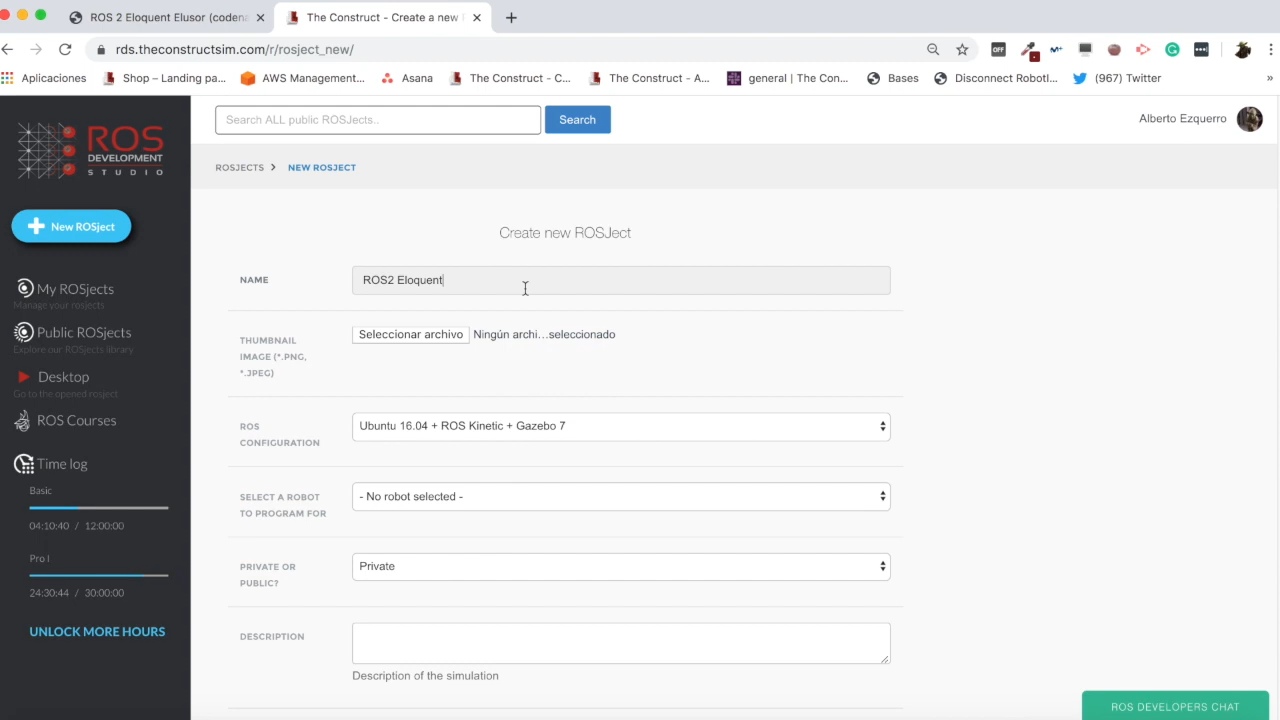 ROS 2 Eloquent Elusor (coden
The Construct - Create a new
rds.theconstructsim.com/r/rosject_new/
OFF
Aplicaciones
Shop – Landing pa...
AWS Management...
Asana
The Construct - C...
The Construct - A...
general | The Con...
Bases
Disconnect RobotI...
(967) Twitter
»
ROS
DEVELOPMENT
STUDIO
Search ALL public ROSJects..
Search
Alberto Ezquerro
ROSJECTS > NEW ROSJECT
New ROSject
My ROSjects
Manage your rosjects
Public ROSjects
Explore our ROSjects library
Desktop
Go to the opened rosject
ROS Courses
Time log
Basic
04:10:40 / 12:00:00
Pro I
24:30:44 / 30:00:00
UNLOCK MORE HOURS
Create new ROSJect
NAME
ROS2 Eloquent
THUMBNAIL
IMAGE (*.PNG,
*.JPEG)
Seleccionar archivo Ningún archi...seleccionado
ROS
CONFIGURATION
Ubuntu 16.04 + ROS Kinetic + Gazebo 7
SELECT A ROBOT
TO PROGRAM FOR
- No robot selected -
PRIVATE OR
PUBLIC?
Private
DESCRIPTION
Description of the simulation
ROS DEVELOPERS CHAT